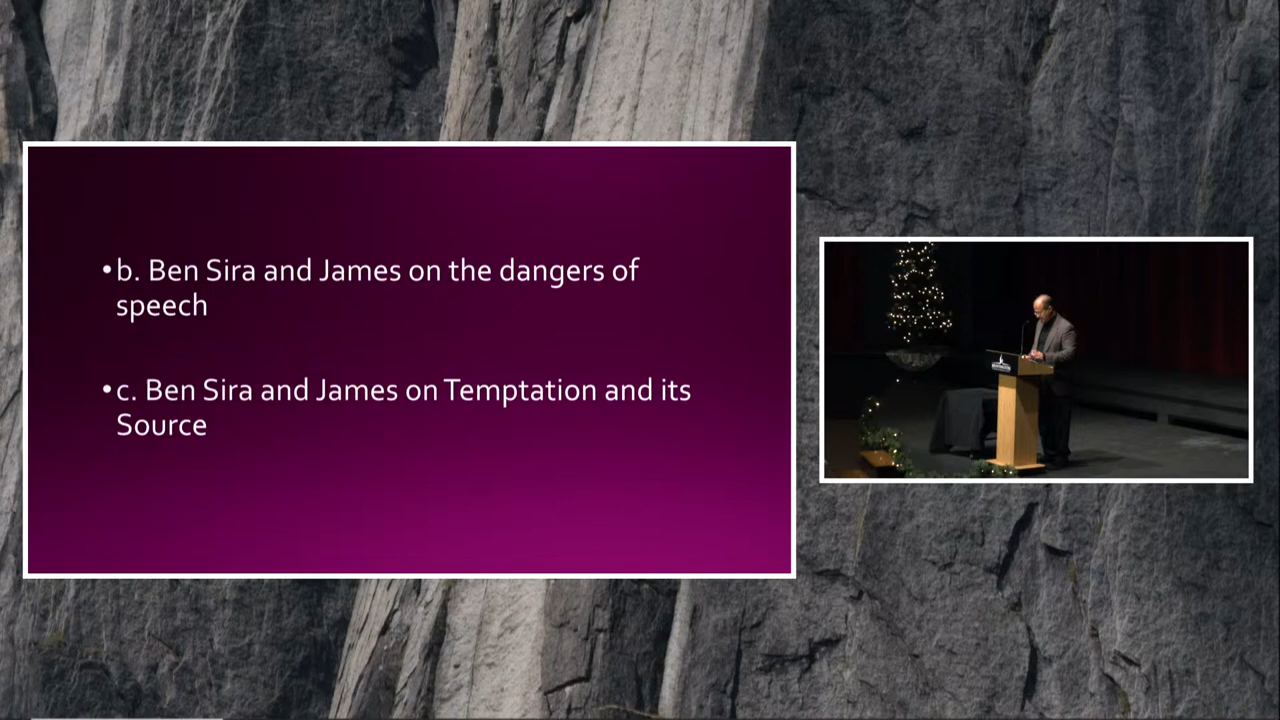 •b. Ben Sira and James on the dangers of
speech
•c. Ben Sira and James on Temptation and its
Source